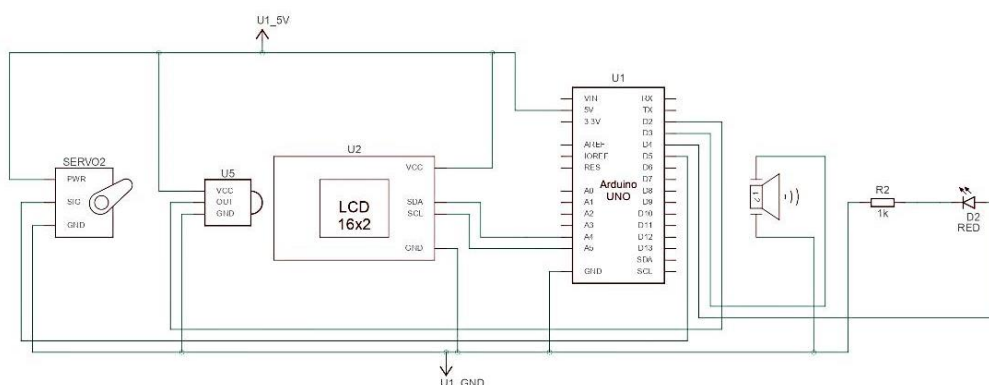 U1_5V
SERVO2
PWR
SIG
GND
U5
VCC
OUT
GND
U2
VCC
LCD
16x2
SDA
SCL
GND
U1
VIN
5V
3.3V
AREF
IOREF
RES
A0
A1
A2
A3
A4
A5
GND
Arduino
UNO
RX
TX
D2
D3
D4
D5
D6
D7
D8
D9
D10
D11
D12
D13
SDA
SCL
R2
1k
D2
RED
U1_GND